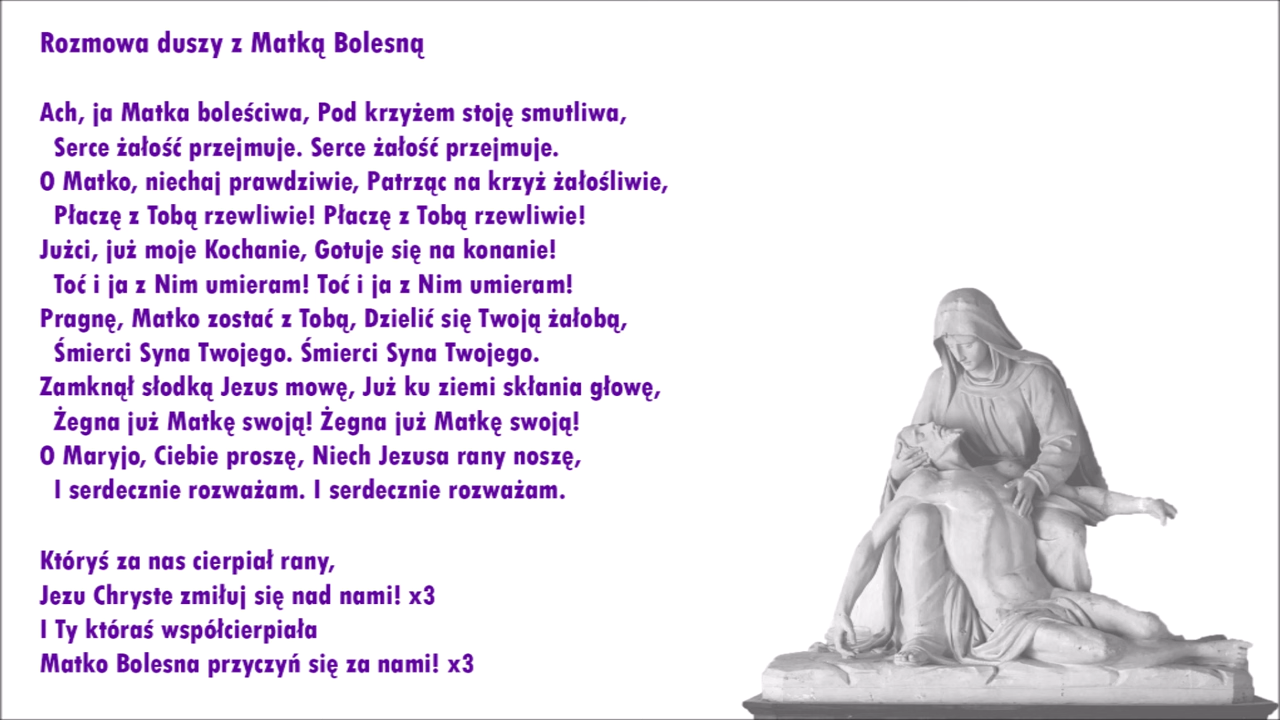 Rozmowa duszy z Matką Bolesną
Ach, ja Matka boleściwa, Pod krzyżem stoję smutliwa,
Serce żałość przejmuje. Serce żałość przejmuje.
O Matko, niechaj prawdziwie, Patrząc na krzyż żałośliwie,
Płaczę z Tobą rzewliwie! Płaczę z Tobą rzewliwie!
Jużci, już moje Kochanie, Gotuje się na konanie!
Toć i ja z Nim umieram! Toć i ja z Nim umieram!
Pragnę, Matko zostać z Tobą, Dzielić się Twoją żałobą,
Śmierci Syna Twojego. Śmierci Syna Twojego.
Zamknął słodką Jezus mowę, Już ku ziemi skłania głowę,
Żegna już Matkę swoją! Żegna już Matkę swoją!
O Maryjo, Ciebie proszę, Niech Jezusa rany noszę,
I serdecznie rozważam. I serdecznie rozważam.
Któryś za nas cierpiał rany,
Jezu Chryste zmiłuj się nad nami! x3
I Ty któraś współcierpiała
Matko Bolesna przyczyń się za nami! x3